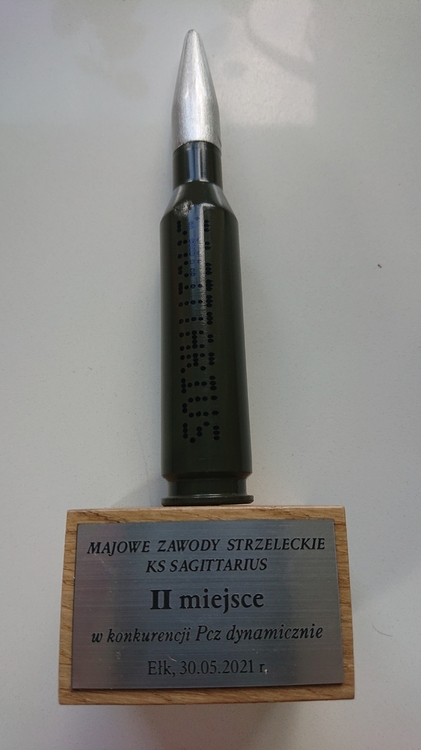 MAJOWE ZAWODY STRZELECKIE
KS SAGITTARIUS
II miejsce
w konkurencji Pcz dynamicznie
Ełk, 30.05.2021 r.